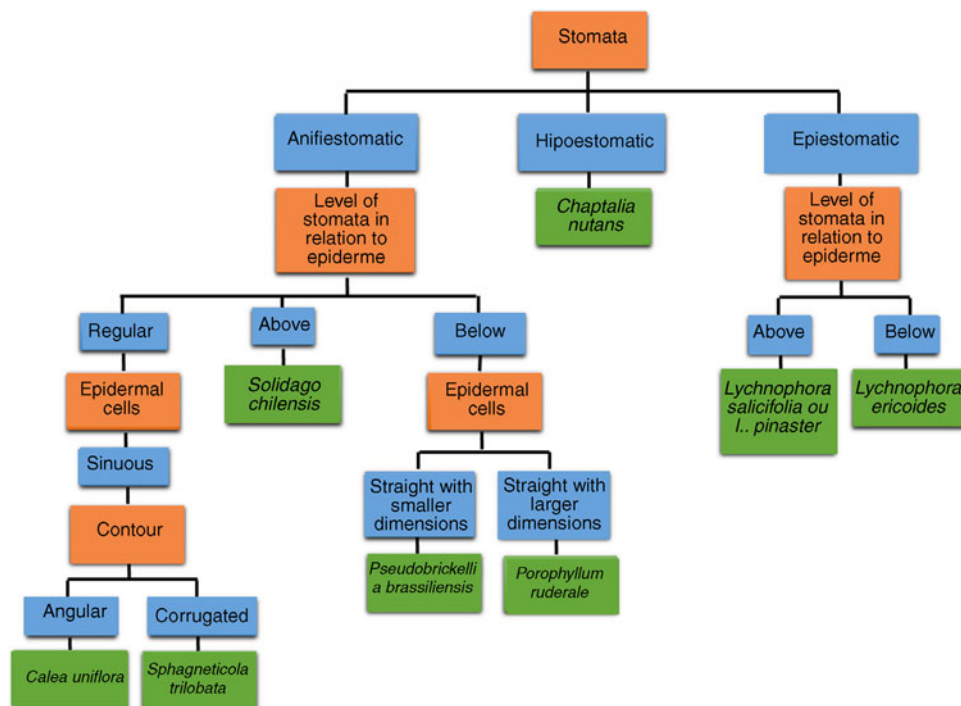 Stomata
Anifiestomatic
Hipoestomatic
Epiestomatic
Level of
stomata in
relation to
epiderme
Chaptalia
nutans
Level of
stomata in
relation to
epiderme
Regular
Above
Below
Above
Below
Epidermal
cells
Solidago
chilensis
Epidermal
cells
Lychnophora
salicifolia ou
l.. pinaster
Lychnophora
ericoides
Sinuous
Straight with
smaller
dimensions
Straight with
larger
dimensions
Contour
Pseudobrickelli
a brassiliensis
Porophyllum
ruderale
Angular
Corrugated
Calea uniflora
Sphagneticola
trilobata